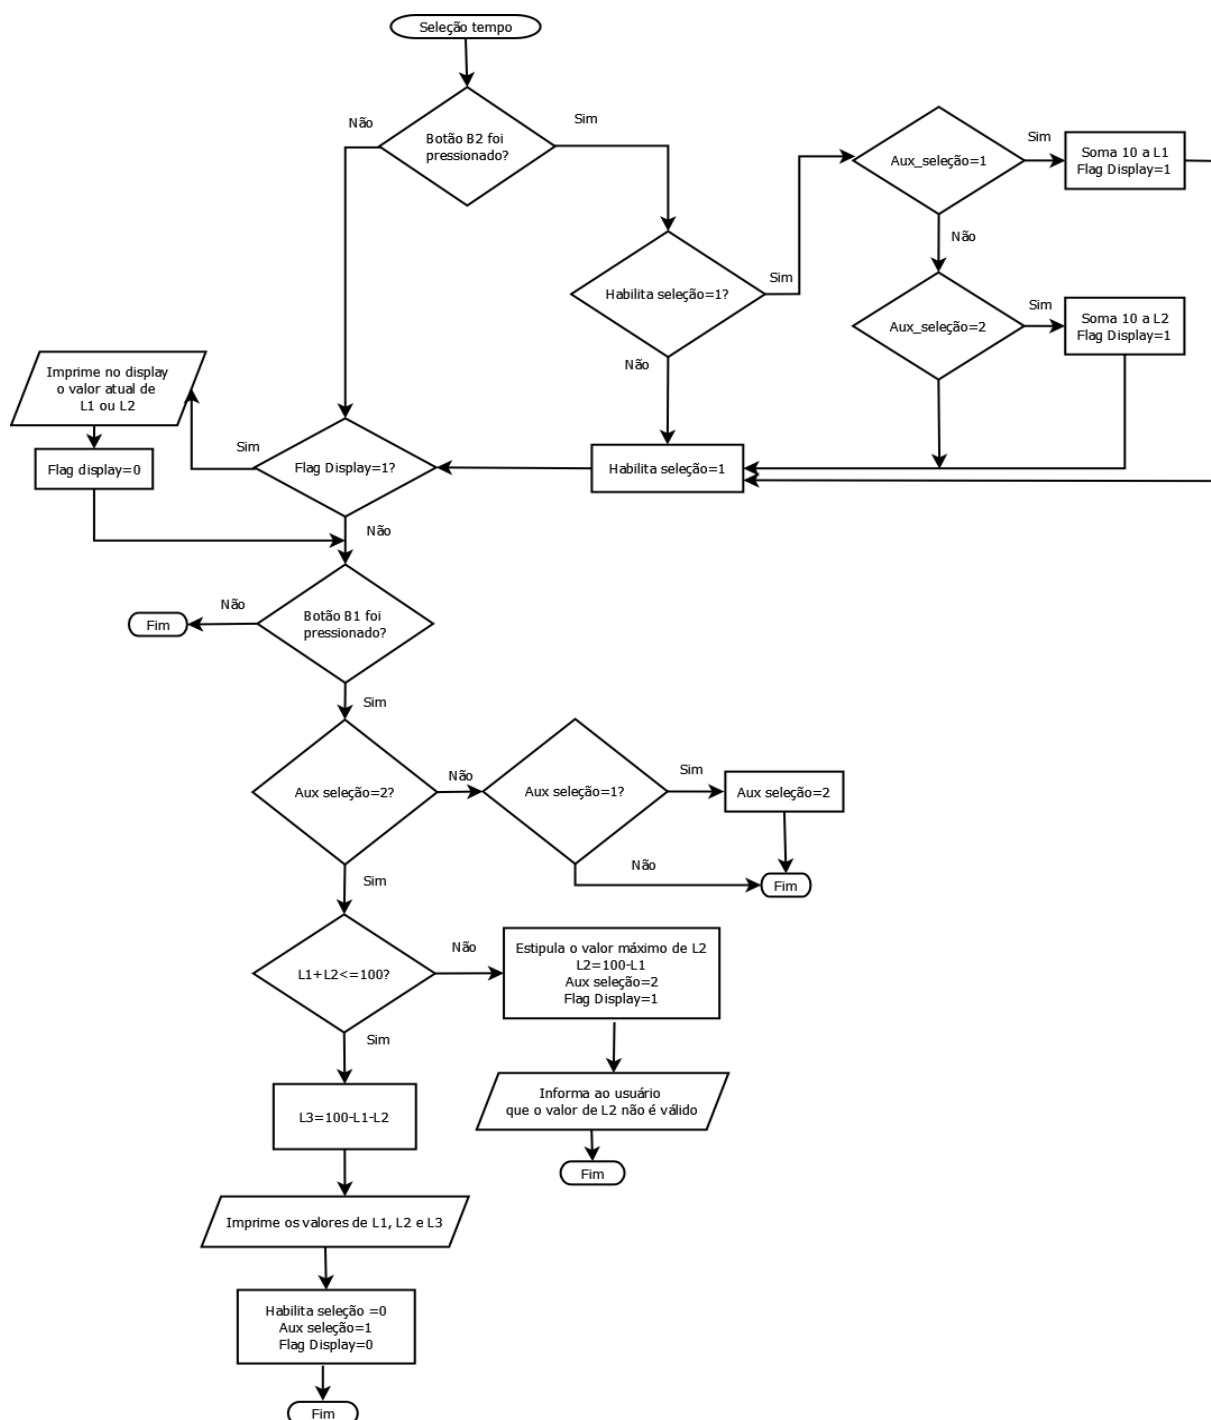 Seleção tempo
Botão B2 foi
pressionado?
Não
Sim
Habilita seleção=1?
Sim
Não
Aux_seleção=1
Sim
Soma 10 a L1
Flag Display=1
Não
Aux_seleção=2
Sim
Soma 10 a L2
Flag Display=1
Habilita seleção=1
Flag Display=1?
Sim
Imprime no display
o valor atual de
L1 ou L2
Flag display=0
Não
Botão B1 foi
pressionado?
Não
Fim
Sim
Aux seleção=2?
Não
Aux seleção=1?
Sim
Aux seleção=2
Não
Fim
Sim
L1+L2<=100?
Não
Estipula o valor máximo de L2
L2=100-L1
Aux seleção=2
Flag Display=1
Informa ao usuário
que o valor de L2 não é válido
Fim
Sim
L3=100-L1-L2
Imprime os valores de L1, L2 e L3
Habilita seleção =0
Aux seleção=1
Flag Display=0
Fim